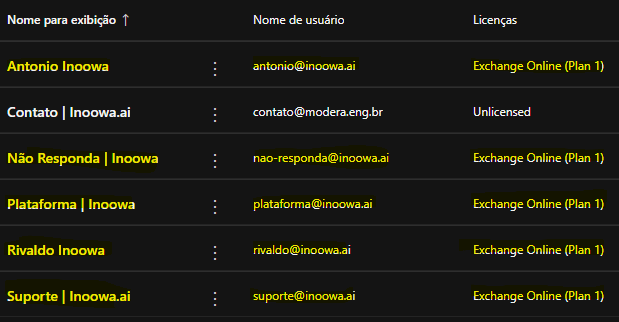 Nome para exibição ↑ Nome de usuário Licenças
Antonio Inoowa antonio@inoowa.ai Exchange Online (Plan 1)
Contato | Inoowa.ai contato@modera.eng.br Unlicensed
Não Responda | Inoowa nao-responda@inoowa.ai Exchange Online (Plan 1)
Plataforma | Inoowa plataforma@inoowa.ai Exchange Online (Plan 1)
Rivaldo Inoowa rivaldo@inoowa.ai Exchange Online (Plan 1)
Suporte | Inoowa.ai suporte@inoowa.ai Exchange Online (Plan 1)